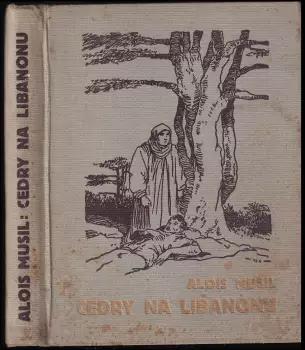 ALOIS MUSIL: CEDRY NA LIBANONU
ALOIS MUSIL
CEDRY NA LIBANONU